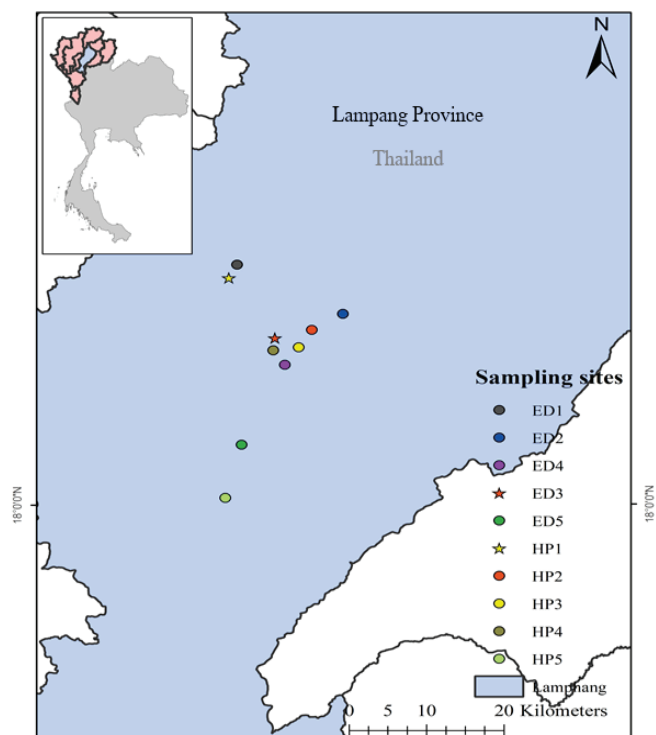 N
Lampang Province
Thailand
Sampling sites
ED1
ED2
ED4
ED3
ED5
HP1
HP2
HP3
HP4
HP5
Lamphang
0 5 10 20 Kilometers
18°0'0"N
18°0'0"N